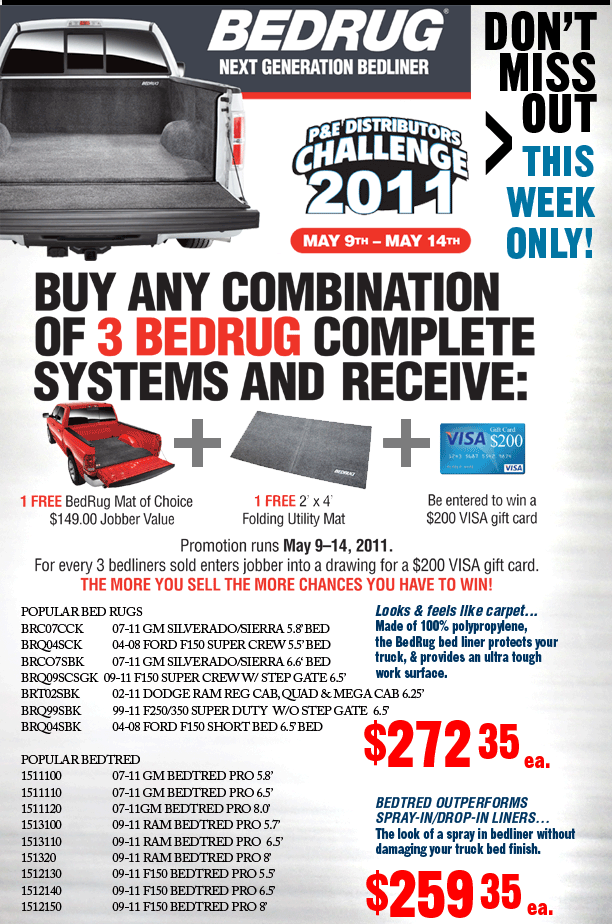 BEDRUG®
NEXT GENERATION BEDLINER
DON'T
MISS
OUT
> THIS
WEEK
ONLY!
BEDRUG
P&E DISTRIBUTORS
CHALLENGE
2011
MAY 9TH – MAY 14TH
BUY ANY COMBINATION
OF 3 BEDRUG COMPLETE
SYSTEMS AND RECEIVE:
BEDRUG
Gift Card
VISA $200
VISA
1 FREE BedRug Mat of Choice
$149.00 Jobber Value
1 FREE 2' x 4'
Folding Utility Mat
Be entered to win a
$200 VISA gift card
Promotion runs May 9–14, 2011.
For every 3 bedliners sold enters jobber into a drawing for a $200 VISA gift card.
THE MORE YOU SELL THE MORE CHANCES YOU HAVE TO WIN!
POPULAR BED RUGS
BRC07CCK 07-11 GM SILVERADO/SIERRA 5.8' BED
BRQ04SCK 04-08 FORD F150 SUPER CREW 5.5' BED
BRCO7SBK 07-11 GM SILVERADO/SIERRA 6.6' BED
BRQ09SCSGK 09-11 F150 SUPER CREW W/ STEP GATE 6.5'
BRT02SBK 02-11 DODGE RAM REG CAB, QUAD & MEGA CAB 6.25'
BRQ99SBK 99-11 F250/350 SUPER DUTY W/O STEP GATE 6.5'
BRQ04SBK 04-08 FORD F150 SHORT BED 6.5' BED
Looks & feels like carpet...
Made of 100% polypropylene,
the BedRug bed liner protects your
truck, & provides an ultra tough
work surface.
$272 35 ea.
POPULAR BEDTRED
1511100 07-11 GM BEDTRED PRO 5.8'
1511110 07-11 GM BEDTRED PRO 6.5'
1511120 07-11GM BEDTRED PRO 8.0'
1513100 09-11 RAM BEDTRED PRO 5.7'
1513110 09-11 RAM BEDTRED PRO 6.5'
151320 09-11 RAM BEDTRED PRO 8'
1512130 09-11 F150 BEDTRED PRO 5.5'
1512140 09-11 F150 BEDTRED PRO 6.5'
1512150 09-11 F150 BEDTRED PRO 8'
BEDTRED OUTPERFORMS
SPRAY-IN/DROP-IN LINERS...
The look of a spray in bedliner without
damaging your truck bed finish.
$259 35 ea.